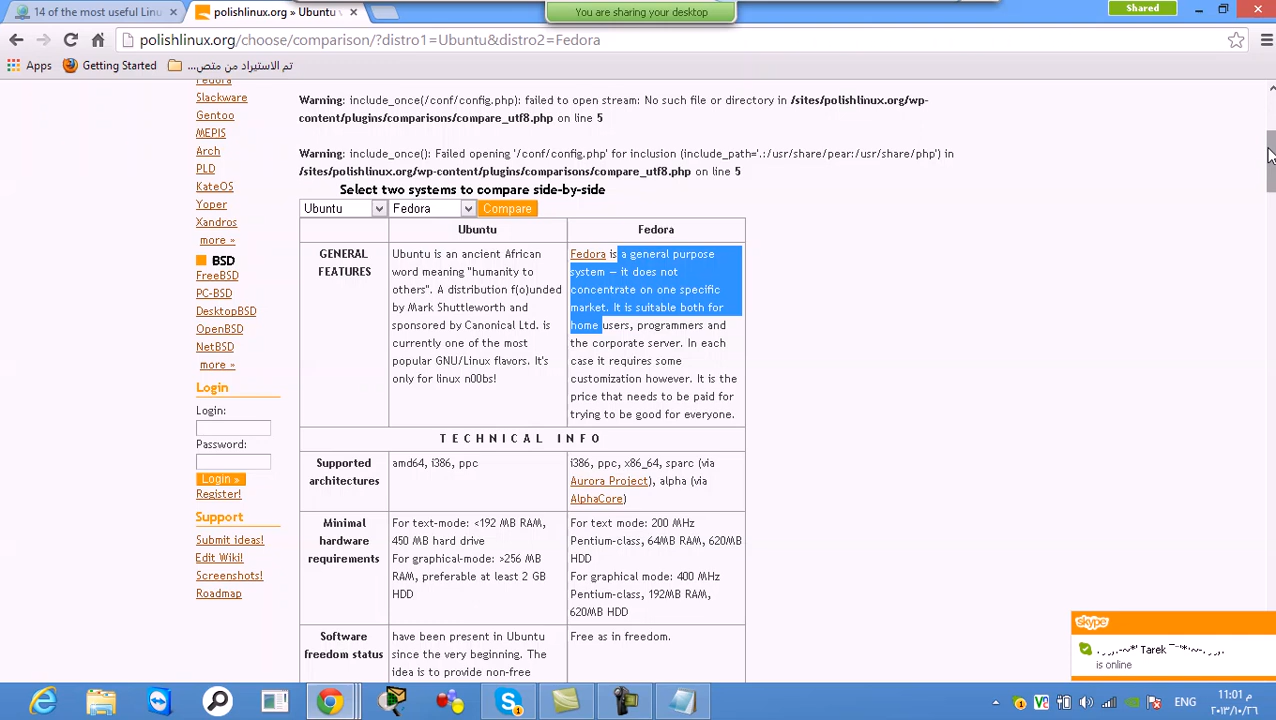 14 of the most useful Linu
polishlinux.org » Ubuntu v
You are sharing your desktop
Shared
polishlinux.org/choose/comparison/?distro1=Ubuntu&distro2=Fedora
Apps
Getting Started
تم الاستيراد من متص...
Fedora
Slackware
Gentoo
MEPIS
Arch
PLD
KateOS
Yoper
Xandros
more »
BSD
FreeBSD
PC-BSD
DesktopBSD
OpenBSD
NetBSD
more »
Login
Login:
Password:
Login »
Register!
Support
Submit ideas!
Edit Wiki!
Screenshots!
Roadmap
Warning: include_once(/conf/config.php): failed to open stream: No such file or directory in /sites/polishlinux.org/wp-
content/plugins/comparisons/compare_utf8.php on line 5
Warning: include_once(): Failed opening '/conf/config.php' for inclusion (include_path='.:/usr/share/pear:/usr/share/php') in
/sites/polishlinux.org/wp-content/plugins/comparisons/compare_utf8.php on line 5
Select two systems to compare side-by-side
Ubuntu
Fedora
Compare
Ubuntu
Fedora
GENERAL
FEATURES
Ubuntu is an ancient African
word meaning "humanity to
others". A distribution f(o)unded
by Mark Shuttleworth and
sponsored by Canonical Ltd. is
currently one of the most
popular GNU/Linux flavors. It's
only for linux n00bs!
Fedora is a general purpose
system – it does not
concentrate on one specific
market. It is suitable both for
home users, programmers and
the corporate server. In each
case it requires some
customization however. It is the
price that needs to be paid for
trying to be good for everyone.
TECHNICAL INFO
Supported
architectures
amd64, i386, ppc
i386, ppc, x86_64, sparc (via
Aurora Project), alpha (via
AlphaCore)
Minimal
hardware
requirements
For text-mode: <192 MB RAM,
450 MB hard drive
For graphical-mode: >256 MB
RAM, preferable at least 2 GB
HDD
For text mode: 200 MHz
Pentium-class, 64MB RAM, 620MB
HDD
For graphical mode: 400 MHz
Pentium-class, 192MB RAM,
620MB HDD
Software
freedom status
have been present in Ubuntu
since the very beginning. The
idea is to provide non-free
Free as in freedom.
skype
Tarek
is online
ENG
م 11:01
٢٠١٣/١٠/٢٦